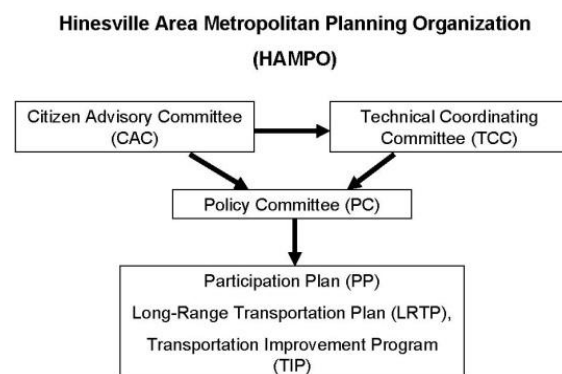 Hinesville Area Metropolitan Planning Organization
(HAMPO)
Citizen Advisory Committee
(CAC)
Technical Coordinating
Committee (TCC)
Policy Committee (PC)
Participation Plan (PP)
Long-Range Transportation Plan (LRTP),
Transportation Improvement Program
(TIP)